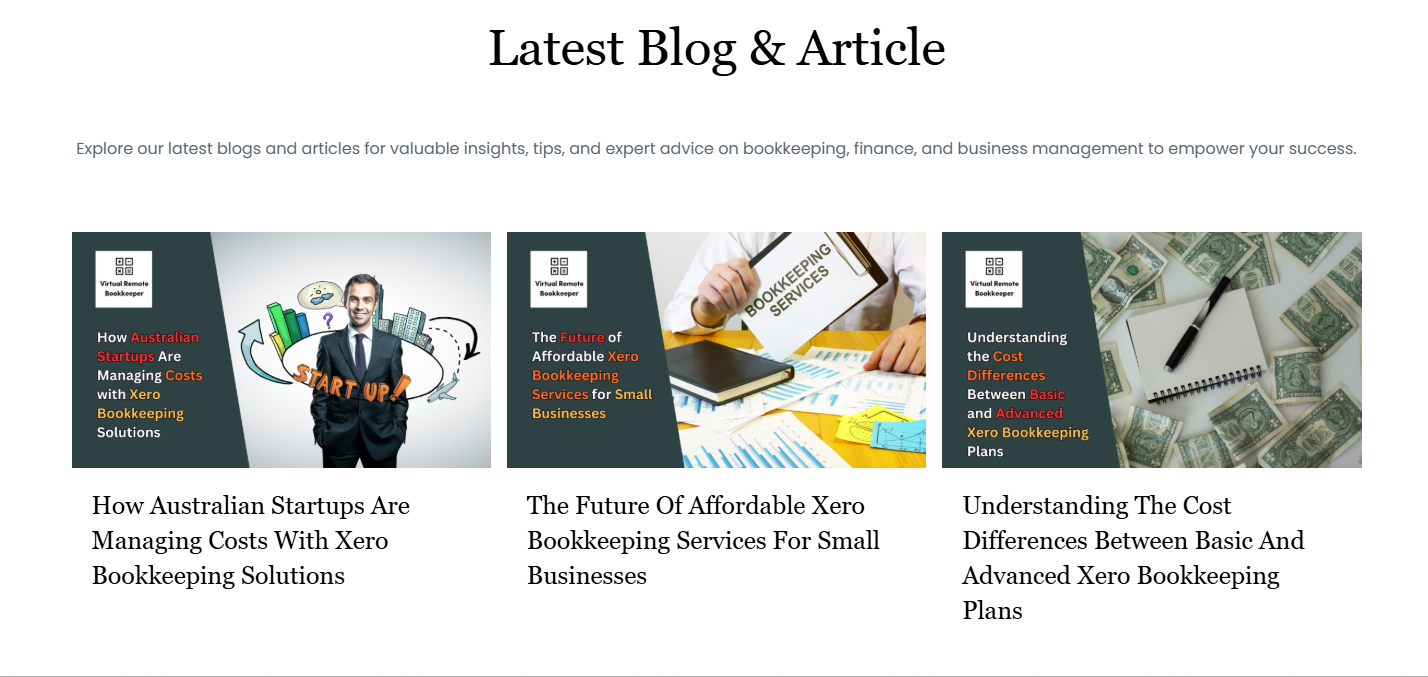 Latest Blog & Article
Explore our latest blogs and articles for valuable insights, tips, and expert advice on bookkeeping, finance, and business management to empower your success.
Virtual Remote
Bookkeeper
How Australian
Startups Are
Managing Costs
with Xero
Bookkeeping
Solutions
?
START UP!
How Australian Startups Are
Managing Costs With Xero
Bookkeeping Solutions
Virtual Remote
Bookkeeper
The Future of
Affordable Xero
Bookkeeping
Services for Small
Businesses
BOOKKEEPING
SERVICES
The Future Of Affordable Xero
Bookkeeping Services For Small
Businesses
Virtual Remote
Bookkeeper
Understanding
the Cost
Differences
Between Basic
and Advanced
Xero Bookkeeping
Plans
Understanding The Cost
Differences Between Basic And
Advanced Xero Bookkeeping
Plans